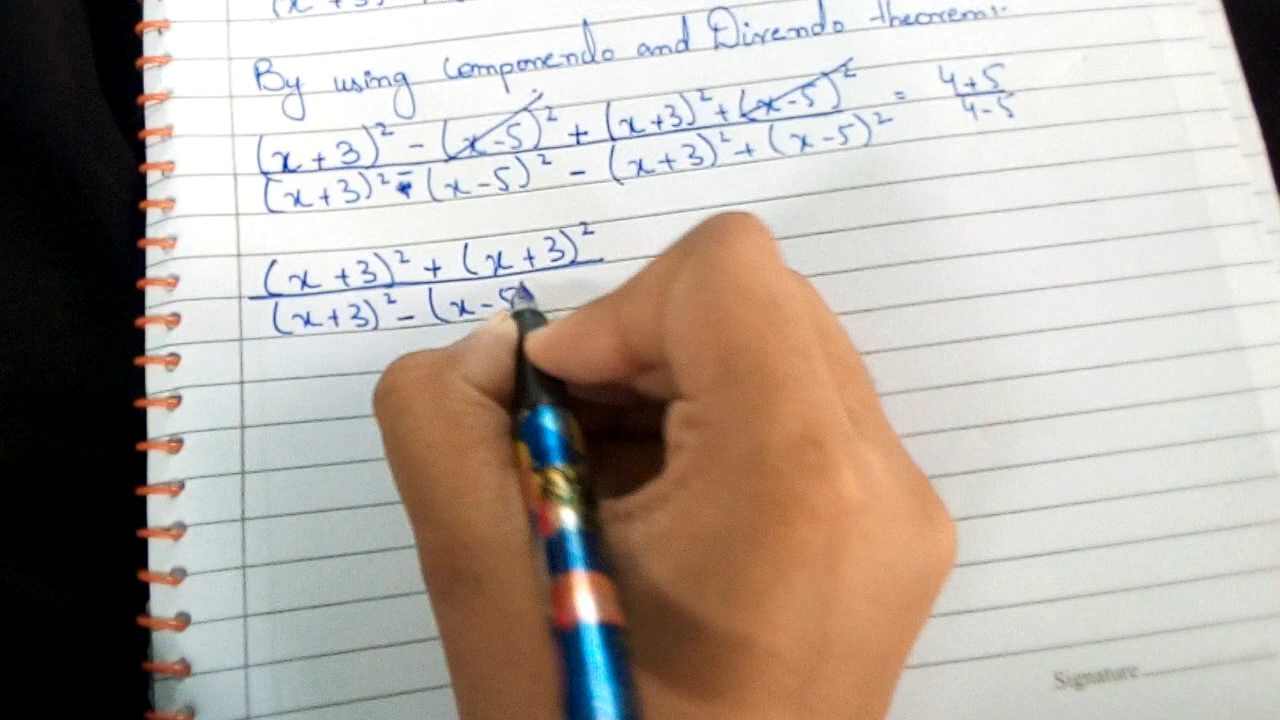 By using Componendo and Divendo theorem:
(x+3)² - (x-5)² + (x+3)² + (x-5)² = 4+5
(x+3)² - (x-5)² - (x+3)² + (x-5)² 4-5
(x+3)² + (x+3)²
(x+3)² - (x-5
Signature